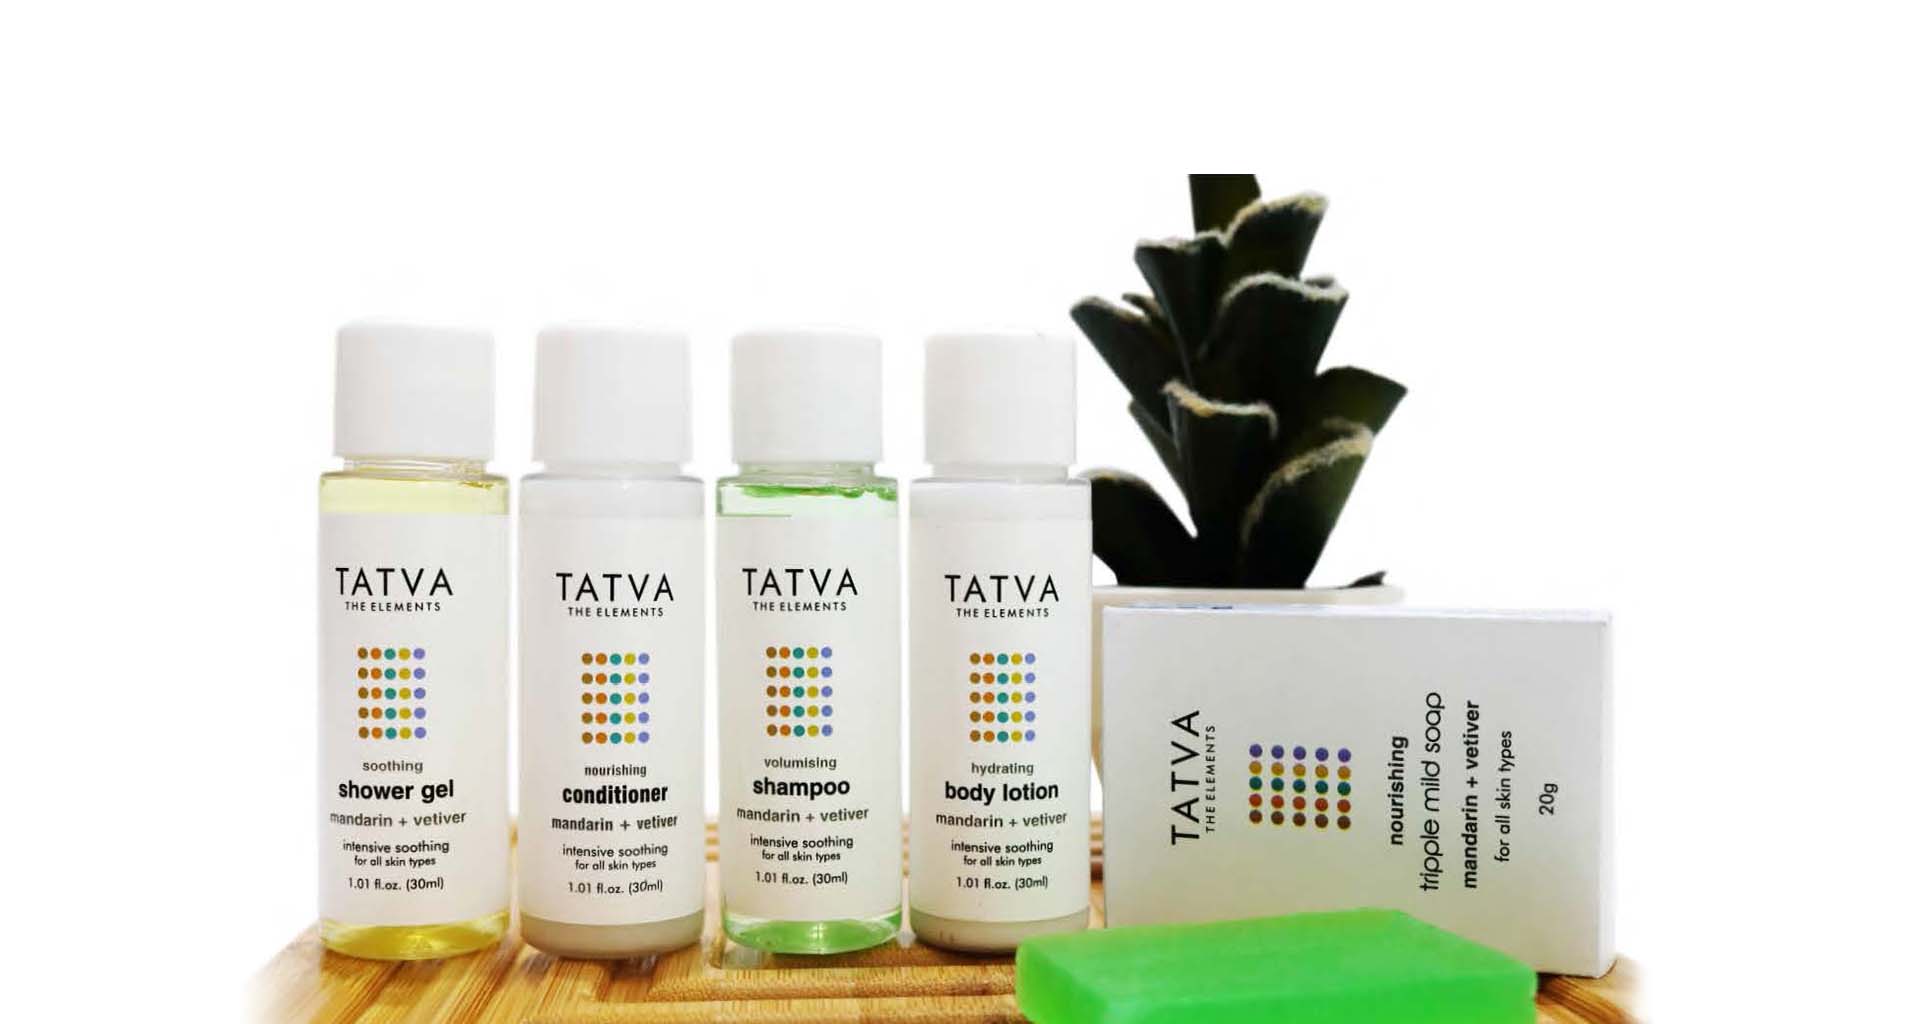 TATVA
THE ELEMENTS
soothing
shower gel
mandarin + vetiver
intensive soothing
for all skin types
1.01 fl.oz. (30ml)
TATVA
THE ELEMENTS
nourishing
conditioner
mandarin + vetiver
intensive soothing
for all skin types
1.01 fl.oz. (30ml)
TATVA
THE ELEMENTS
volumising
shampoo
mandarin + vetiver
intensive soothing
for all skin types
1.01 fl.oz. (30ml)
TATVA
THE ELEMENTS
hydrating
body lotion
mandarin + vetiver
intensive soothing
for all skin types
1.01 fl.oz. (30ml)
TATVA
THE ELEMENTS
nourishing
tripple mild soap
mandarin + vetiver
for all skin types
20g